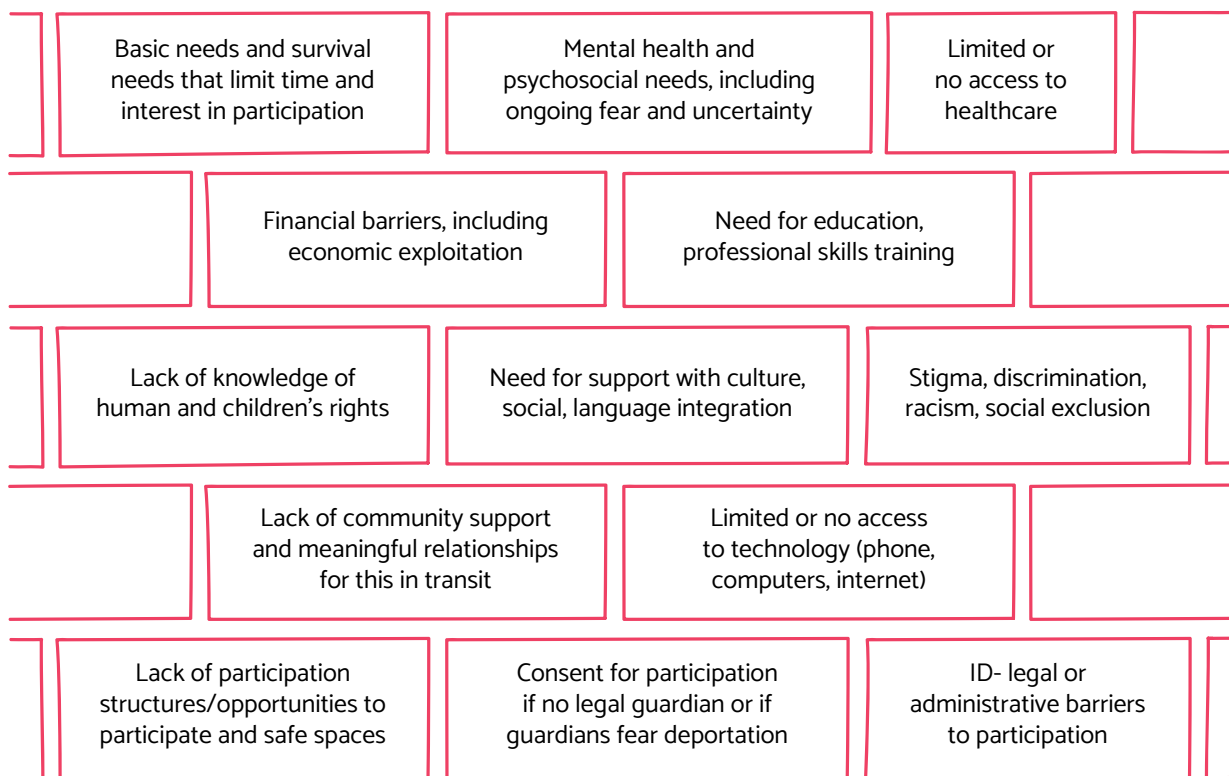 Basic needs and survival
needs that limit time and
interest in participation
Mental health and
psychosocial needs, including
ongoing fear and uncertainty
Limited or
no access to
healthcare
Financial barriers, including
economic exploitation
Need for education,
professional skills training
Lack of knowledge of
human and children's rights
Need for support with culture,
social, language integration
Stigma, discrimination,
racism, social exclusion
Lack of community support
and meaningful relationships
for this in transit
Limited or no access
to technology (phone,
computers, internet)
Lack of participation
structures/opportunities to
participate and safe spaces
Consent for participation
if no legal guardian or if
guardians fear deportation
ID- legal or
administrative barriers
to participation